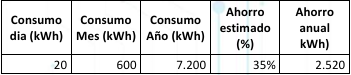 Consumo dia (kWh) | Consumo Mes (kWh) | Consumo Año (kWh) | Ahorro estimado (%) | Ahorro anual kWh)
20 | 600 | 7.200 | 35% | 2.520